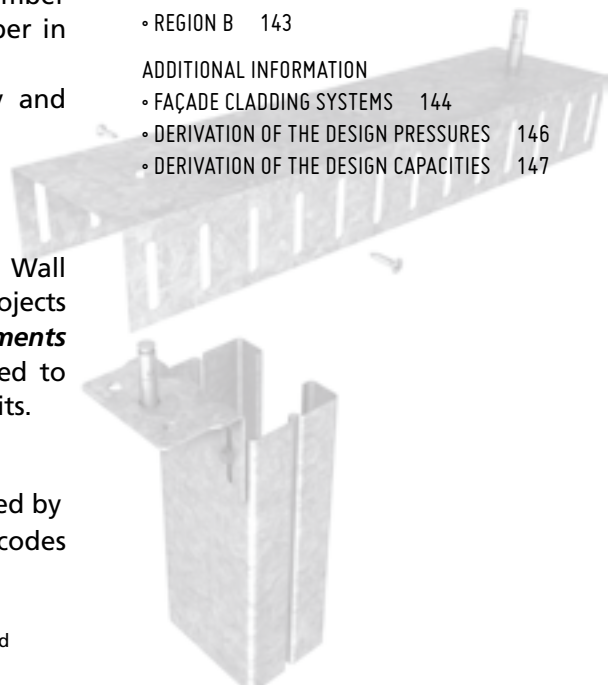 mber
per in
y and
Wall
ojects
ments
ed to
its.
ed by
codes
d
◦ REGION B 143
ADDITIONAL INFORMATION
◦ FAÇADE CLADDING SYSTEMS 144
◦ DERIVATION OF THE DESIGN PRESSURES 146
◦ DERIVATION OF THE DESIGN CAPACITIES 147